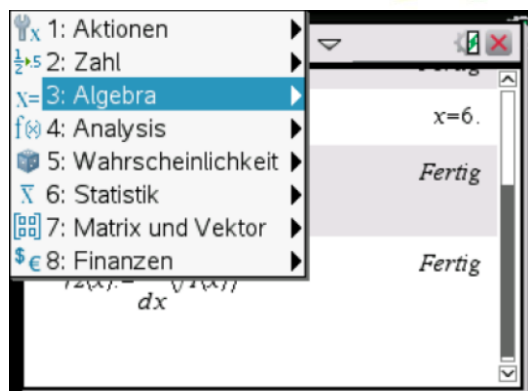 1: Aktionen
2: Zahl
3: Algebra
4: Analysis
5: Wahrscheinlichkeit
6: Statistik
7: Matrix und Vektor
8: Finanzen
x=6.
Fertig
Fertig
dx